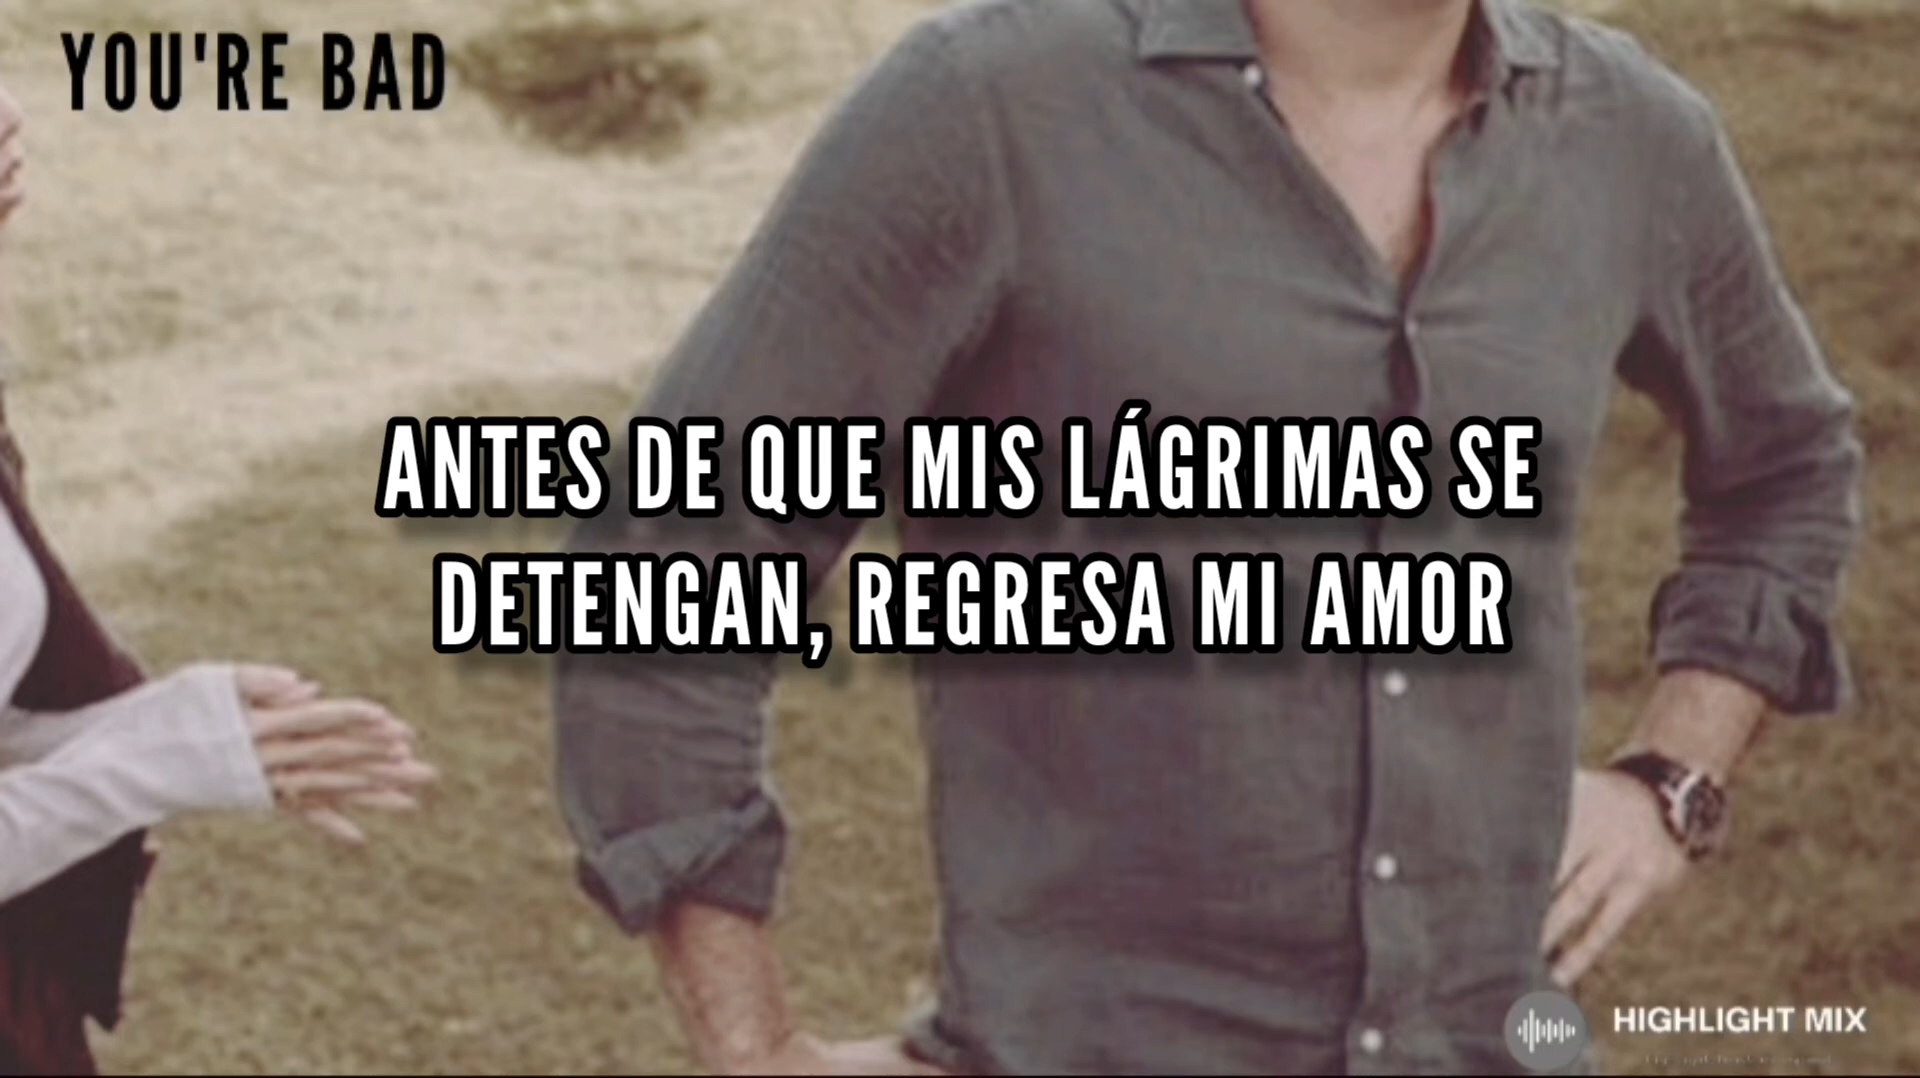 YOU'RE BAD
ANTES DE QUE MIS LÁGRIMAS SE
DETENGAN, REGRESA MI AMOR
HIGHLIGHT MIX